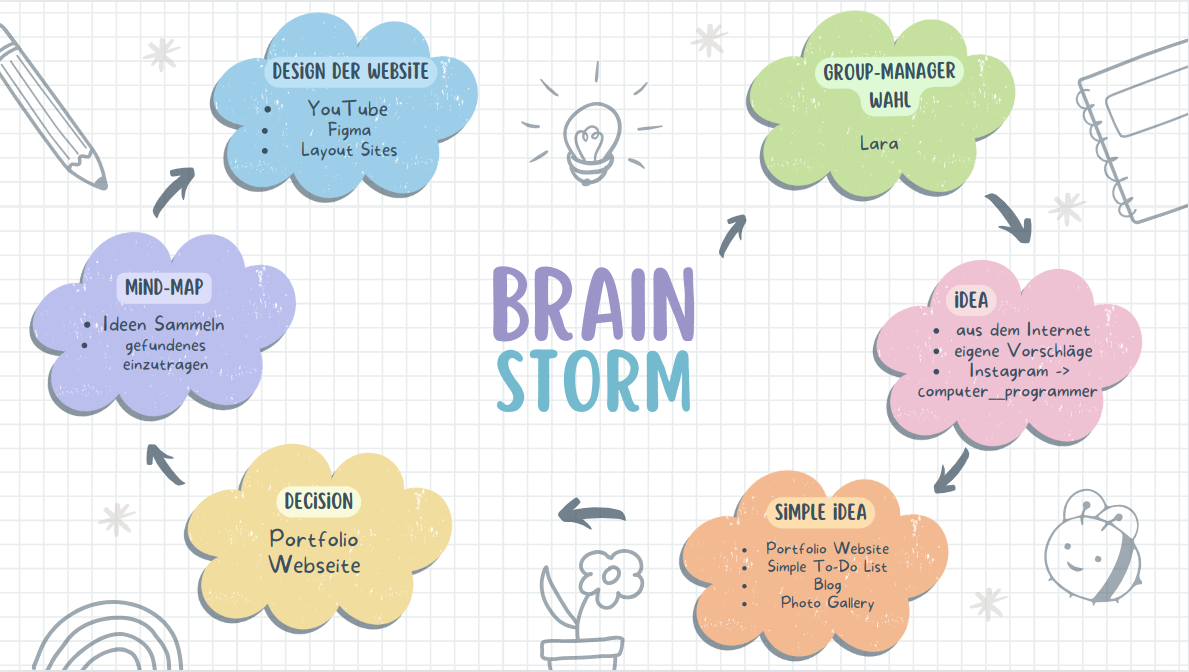 BRAIN
STORM
GROUP-MANAGER
WAHL
Lara
IDEA
• aus dem Internet
• eigene Vorschläge
• Instagram ->
computer__programmer
SIMPLE IDEA
• Portfolio Website
• Simple To-Do List
• Blog
• Photo Gallery
DECISION
Portfolio
Webseite
MIND-MAP
• Ideen Sammeln
• gefundenes
einzutragen
DESIGN DER WEBSITE
• YouTube
• Figma
• Layout Sites